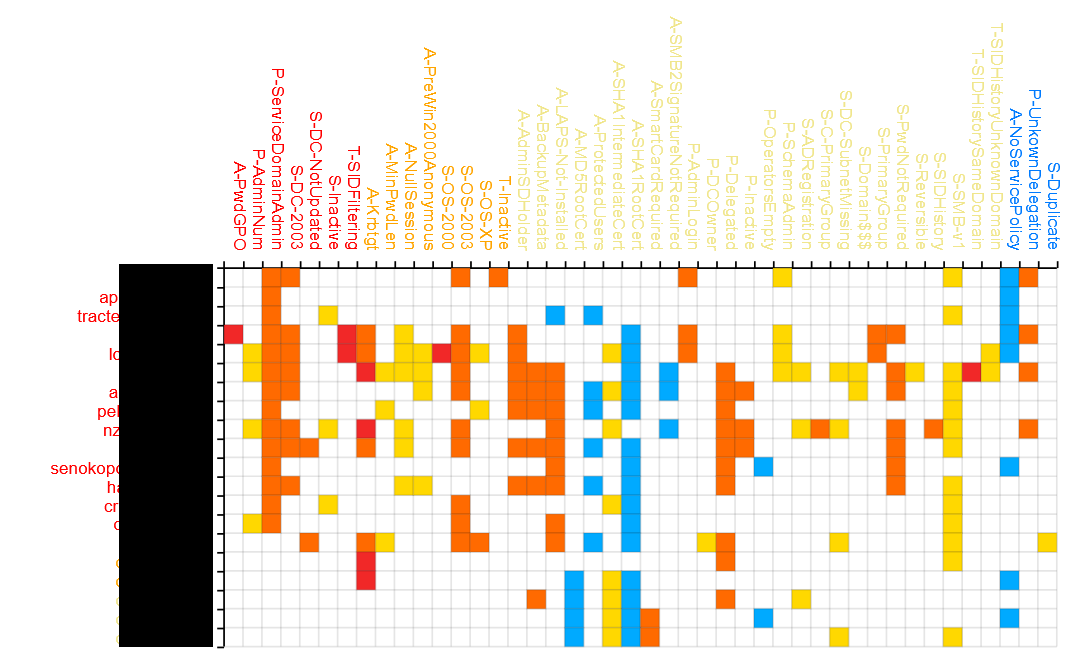 A-PwdGPO
P-AdminNum
P-ServiceDomainAdmin
S-DC-2003
S-DC-NotUpdated
S-Inactive
T-SIDFiltering
A-Krbtgt
A-MinPwdLen
A-NullSession
A-PreWin2000Anonymous
S-OS-2000
S-OS-2003
S-OS-XP
T-Inactive
A-AdminSDHolder
A-BackupMetadata
A-LAPS-Not-Installed
A-MD5RootCert
A-ProtectedUsers
A-SHA1IntermediateCert
A-SHA1RootCert
A-SmartCardRequired
A-SMB2SignatureNotRequired
P-AdminLogin
P-DCOwner
P-Delegated
P-Inactive
P-OperatorsEmpty
P-SchemaAdmin
S-ADRegistration
S-C-PrimaryGroup
S-DC-SubnetMissing
S-Domain$$$
S-PrimaryGroup
S-PwdNotRequired
S-Reversible
S-SIDHistory
S-SMB-v1
T-SIDHistorySameDomain
T-SIDHistoryUnknownDomain
A-NoServicePolicy
P-UnkownDelegation
S-Duplicate
ap
tracte
lo
a
pel
nz
senokopo
ha
cr